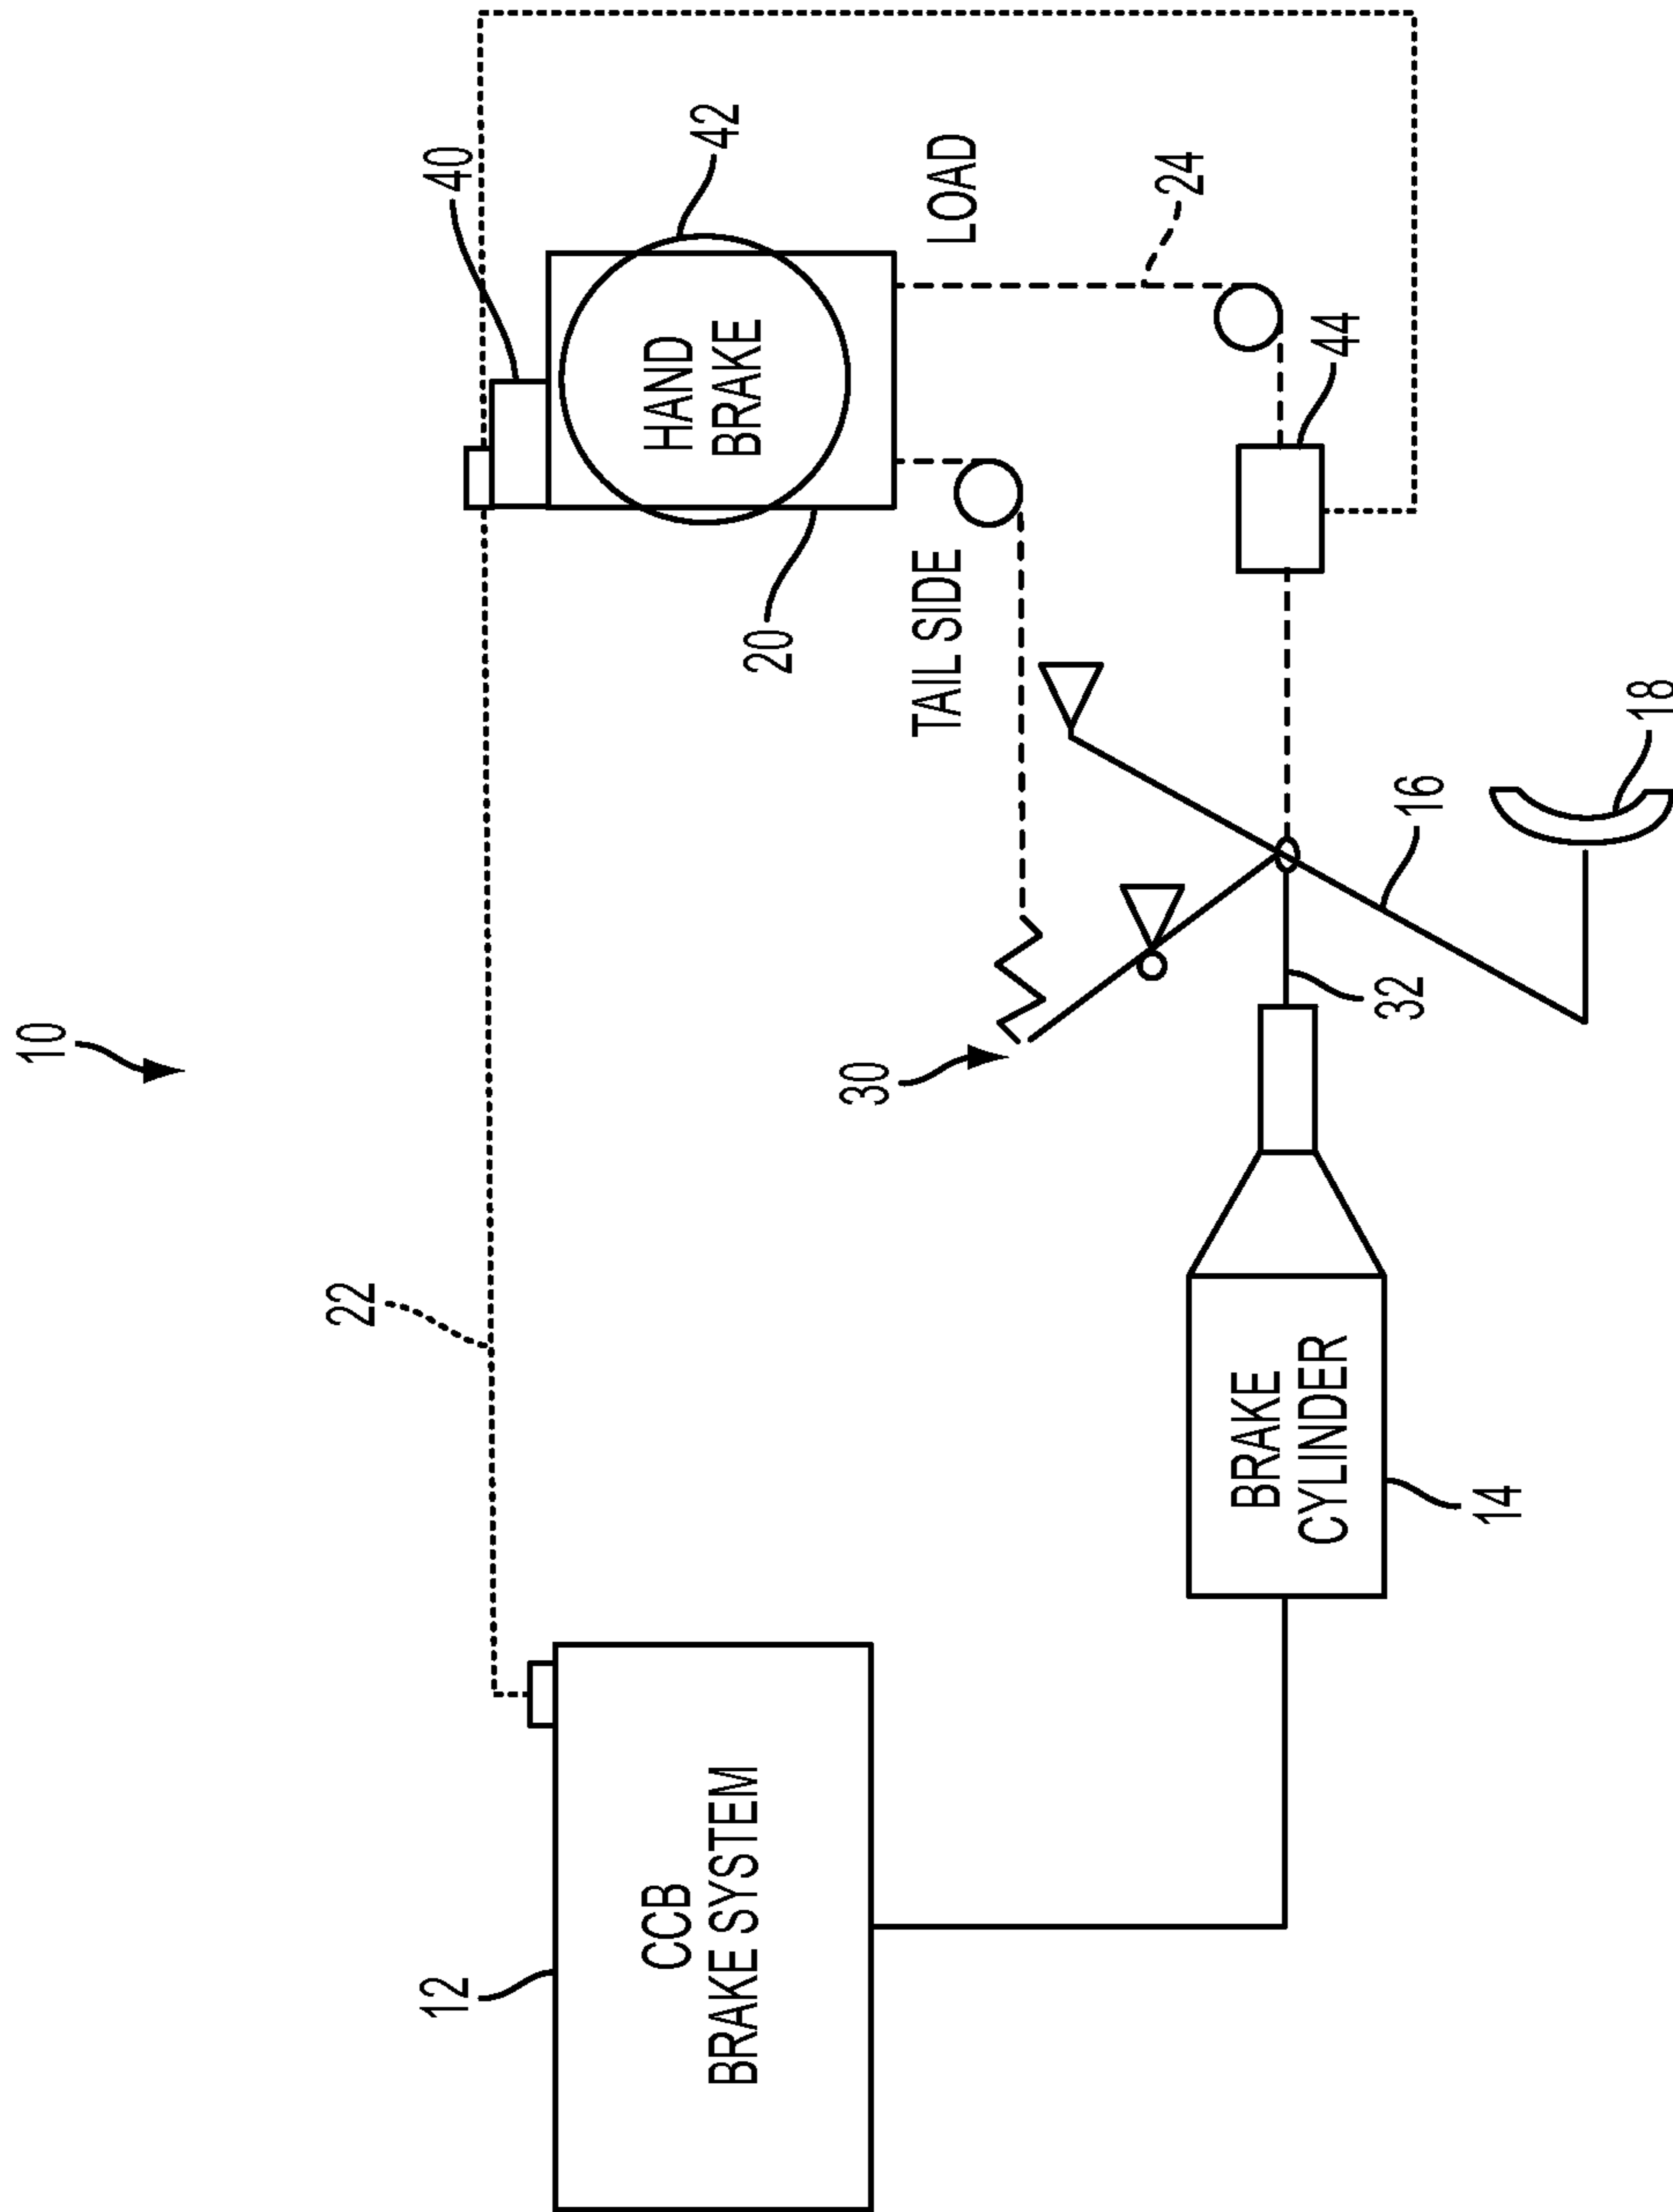 10
22
12
40
CCB
BRAKE SYSTEM
HAND
BRAKE
42
20
30
TAIL SIDE
LOAD
24
BRAKE
CYLINDER
44
32
16
14
18